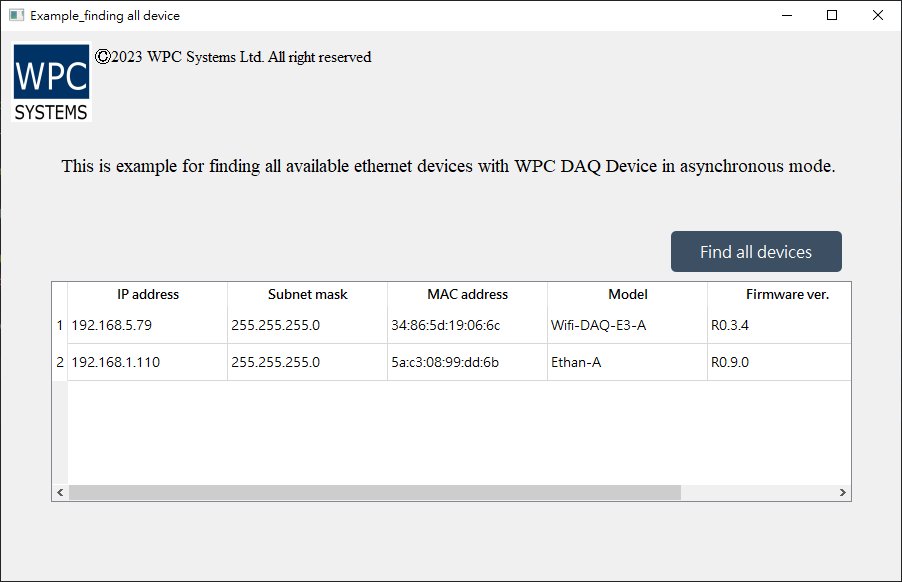 Example_finding all device
WPC
SYSTEMS
©2023 WPC Systems Ltd. All right reserved
This is example for finding all available ethernet devices with WPC DAQ Device in asynchronous mode.
Find all devices
IP address Subnet mask MAC address Model Firmware ver.
1 192.168.5.79 255.255.255.0 34:86:5d:19:06:6c Wifi-DAQ-E3-A R0.3.4
2 192.168.1.110 255.255.255.0 5a:c3:08:99:dd:6b Ethan-A R0.9.0